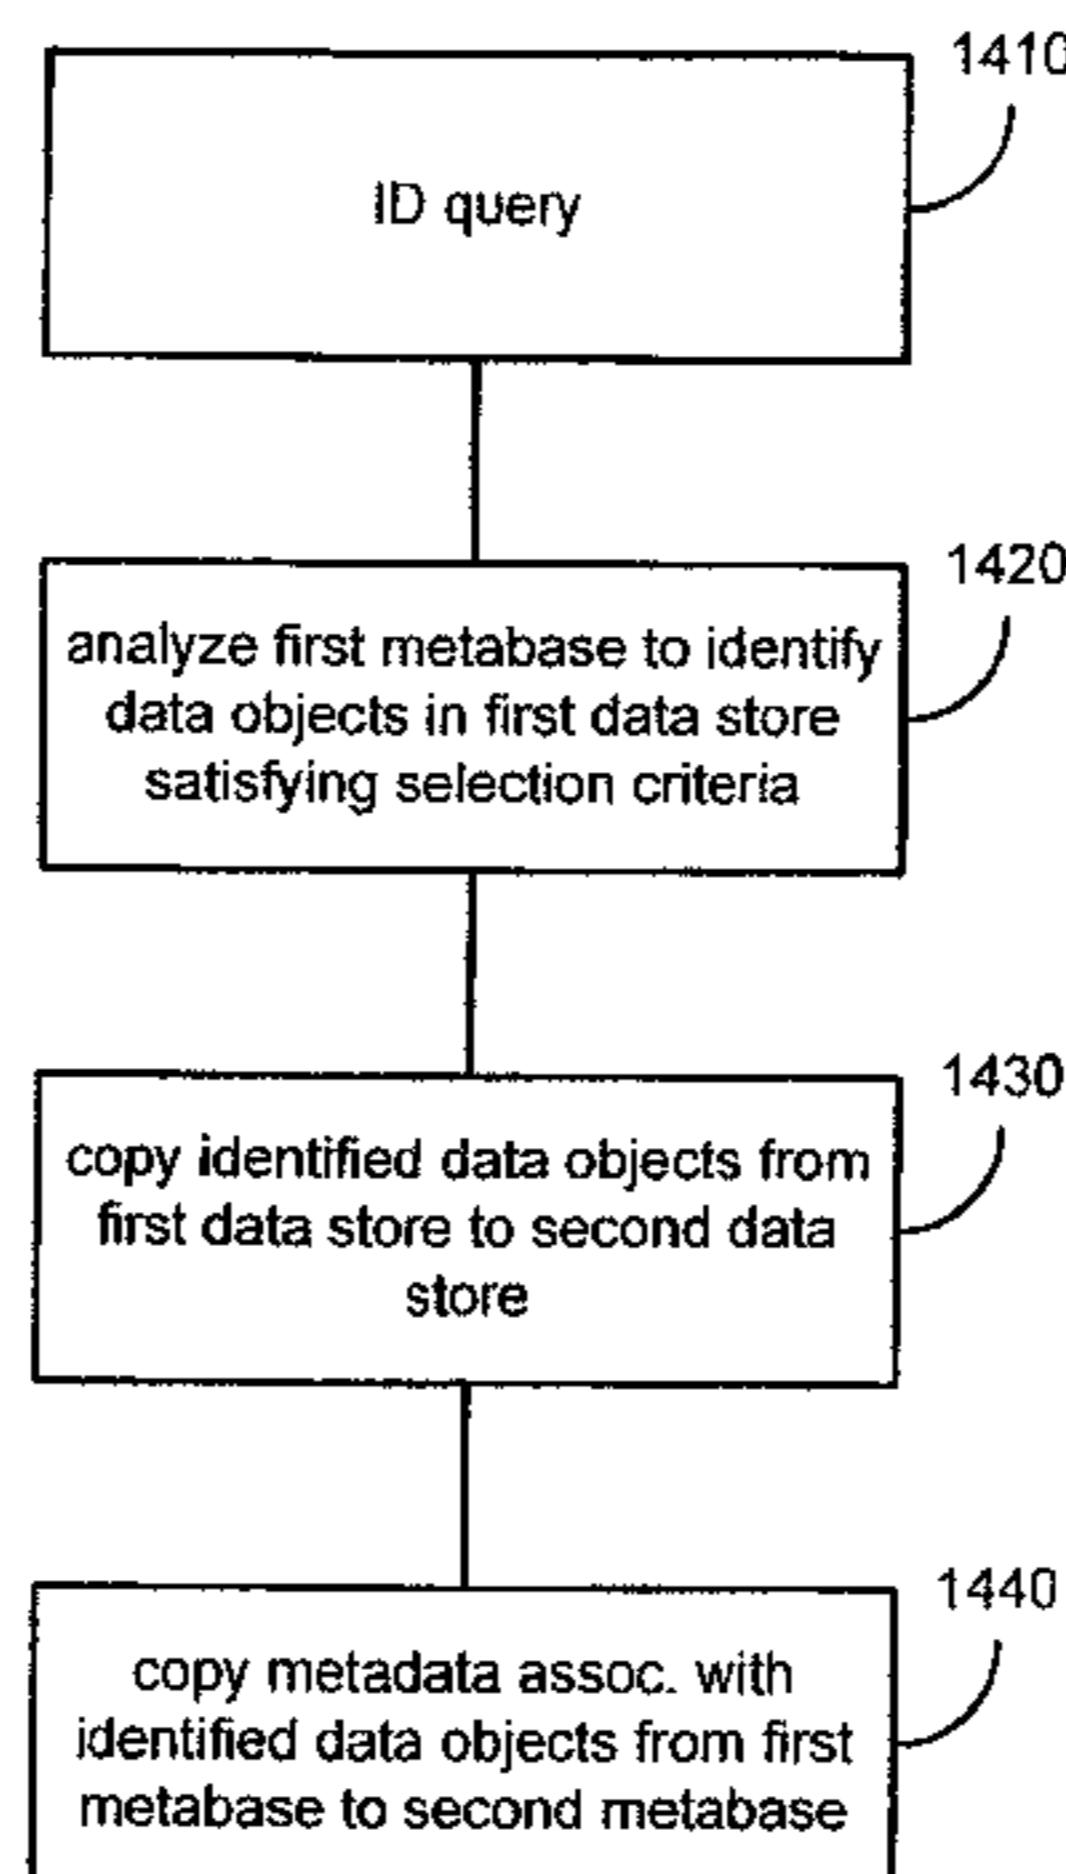 1410
ID query
1420
analyze first metabase to identify
data objects in first data store
satisfying selection criteria
1430
copy identified data objects from
first data store to second data
store
1440
copy metadata assoc. with
identified data objects from first
metabase to second metabase